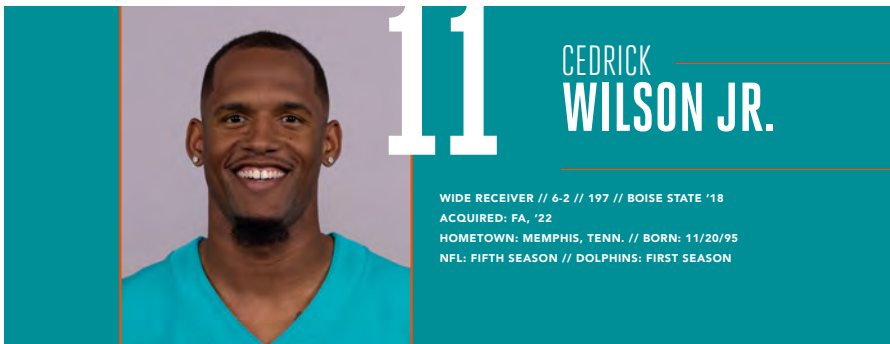 11
CEDRICK
WILSON JR.
WIDE RECEIVER // 6-2 // 197 // BOISE STATE ’18
ACQUIRED: FA, ’22
HOMETOWN: MEMPHIS, TENN. // BORN: 11/20/95
NFL: FIFTH SEASON // DOLPHINS: FIRST SEASON